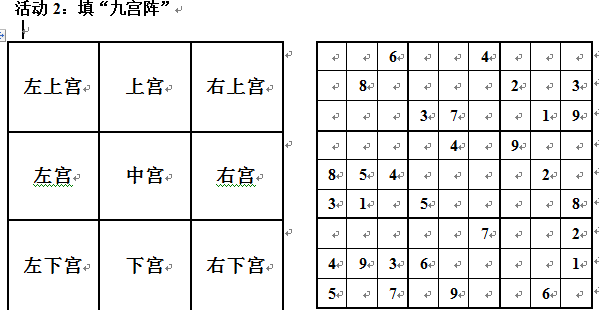 活动2：填“九宫阵”
左上宫 上宫 右上宫
左宫 中宫 右宫
左下宫 下宫 右下宫
6 4
8 2 3
3 7 1 9
4 9
8 5 4 2
3 1 5 8
7 2
4 9 3 6 1
5 7 9 6